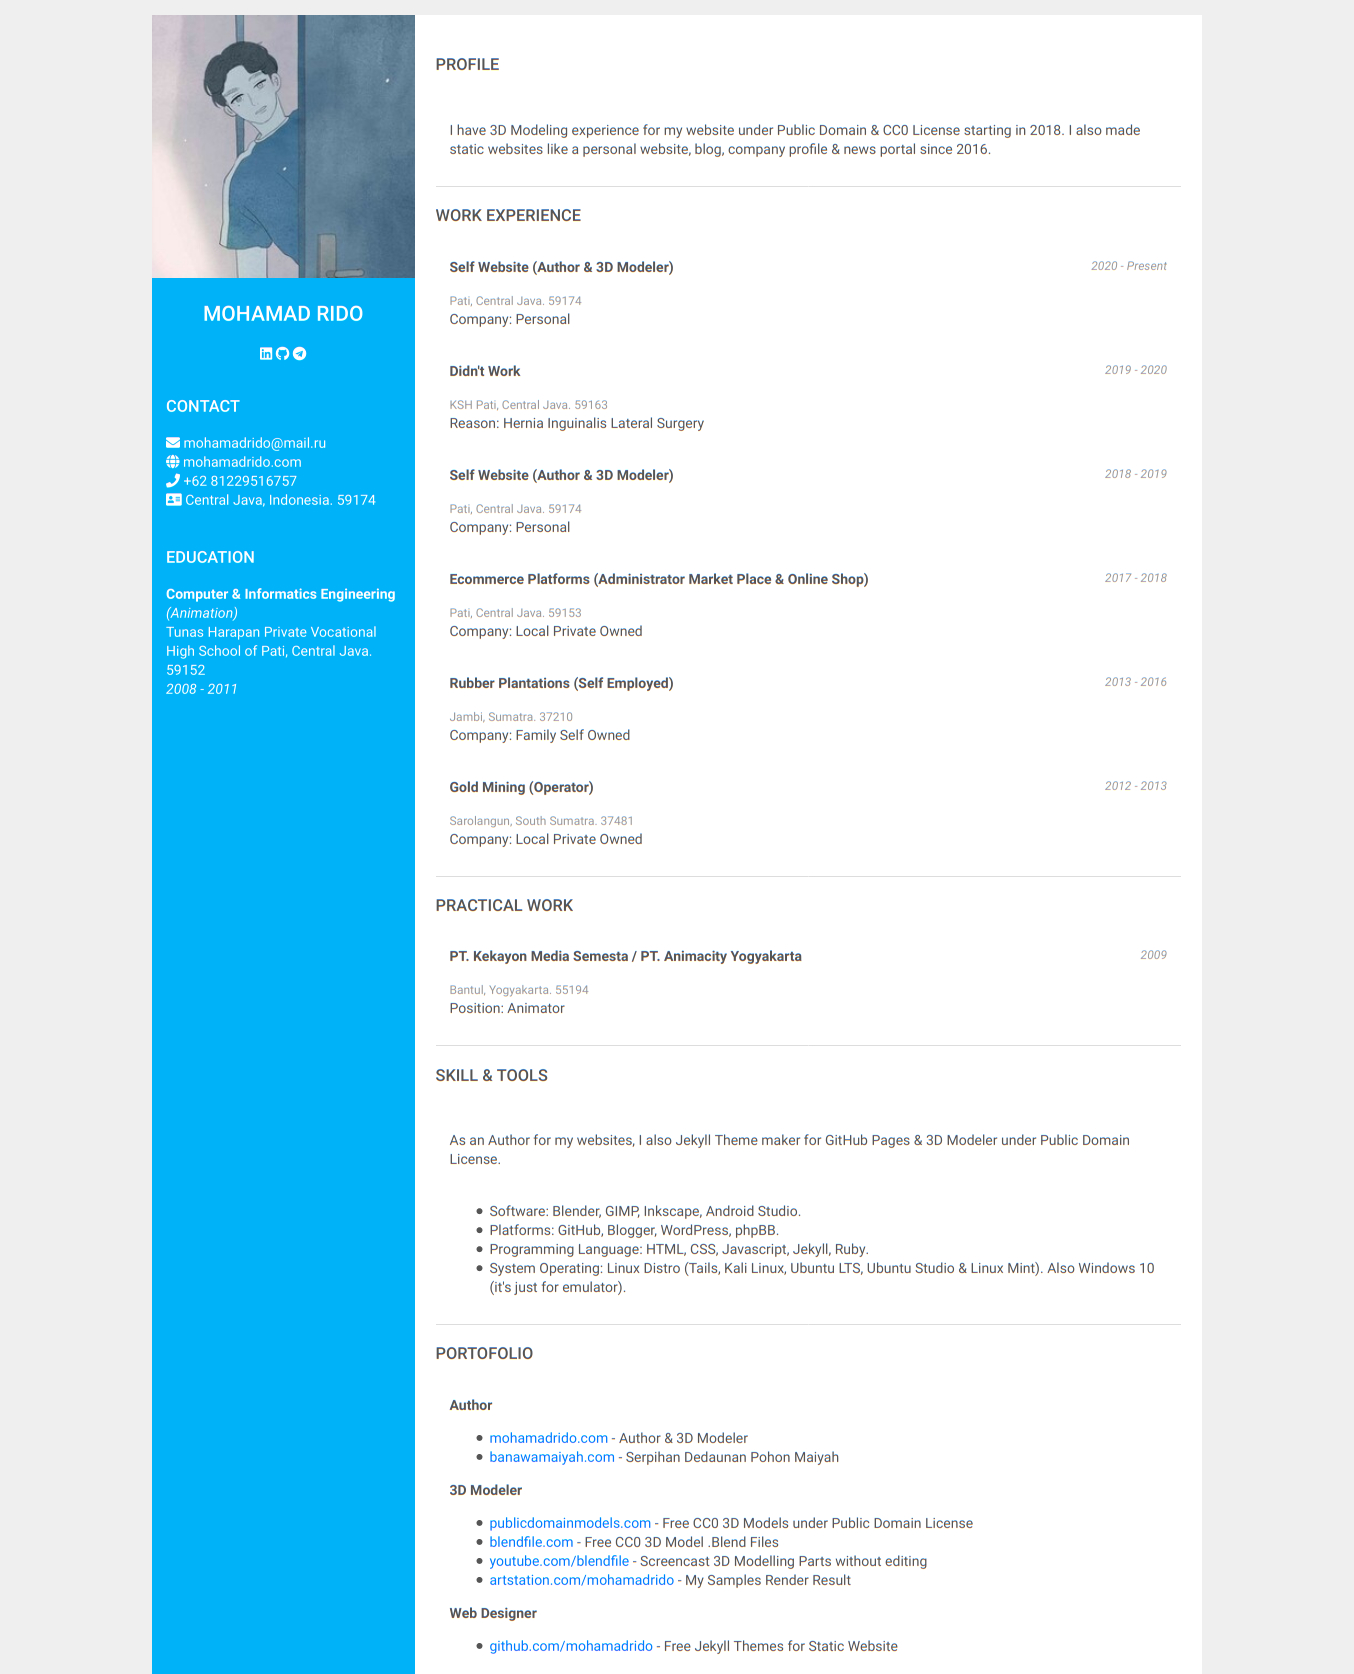 MOHAMAD RIDO
CONTACT
mohamadrido@mail.ru
mohamadrido.com
+62 81229516757
Central Java, Indonesia. 59174
EDUCATION
Computer & Informatics Engineering
(Animation)
Tunas Harapan Private Vocational
High School of Pati, Central Java.
59152
2008 - 2011
PROFILE
I have 3D Modeling experience for my website under Public Domain & CC0 License starting in 2018. I also made
static websites like a personal website, blog, company profile & news portal since 2016.
WORK EXPERIENCE
Self Website (Author & 3D Modeler) 2020 - Present
Pati, Central Java. 59174
Company: Personal
Didn't Work 2019 - 2020
KSH Pati, Central Java. 59163
Reason: Hernia Inguinalis Lateral Surgery
Self Website (Author & 3D Modeler) 2018 - 2019
Pati, Central Java. 59174
Company: Personal
Ecommerce Platforms (Administrator Market Place & Online Shop) 2017 - 2018
Pati, Central Java. 59153
Company: Local Private Owned
Rubber Plantations (Self Employed) 2013 - 2016
Jambi, Sumatra. 37210
Company: Family Self Owned
Gold Mining (Operator) 2012 - 2013
Sarolangun, South Sumatra. 37481
Company: Local Private Owned
PRACTICAL WORK
PT. Kekayon Media Semesta / PT. Animacity Yogyakarta 2009
Bantul, Yogyakarta. 55194
Position: Animator
SKILL & TOOLS
As an Author for my websites, I also Jekyll Theme maker for GitHub Pages & 3D Modeler under Public Domain
License.
● Software: Blender, GIMP, Inkscape, Android Studio.
● Platforms: GitHub, Blogger, WordPress, phpBB.
● Programming Language: HTML, CSS, Javascript, Jekyll, Ruby.
● System Operating: Linux Distro (Tails, Kali Linux, Ubuntu LTS, Ubuntu Studio & Linux Mint). Also Windows 10
(it's just for emulator).
PORTOFOLIO
Author
● mohamadrido.com - Author & 3D Modeler
● banawamaiyah.com - Serpihan Dedaunan Pohon Maiyah
3D Modeler
● publicdomainmodels.com - Free CC0 3D Models under Public Domain License
● blendfile.com - Free CC0 3D Model .Blend Files
● youtube.com/blendfile - Screencast 3D Modelling Parts without editing
● artstation.com/mohamadrido - My Samples Render Result
Web Designer
● github.com/mohamadrido - Free Jekyll Themes for Static Website